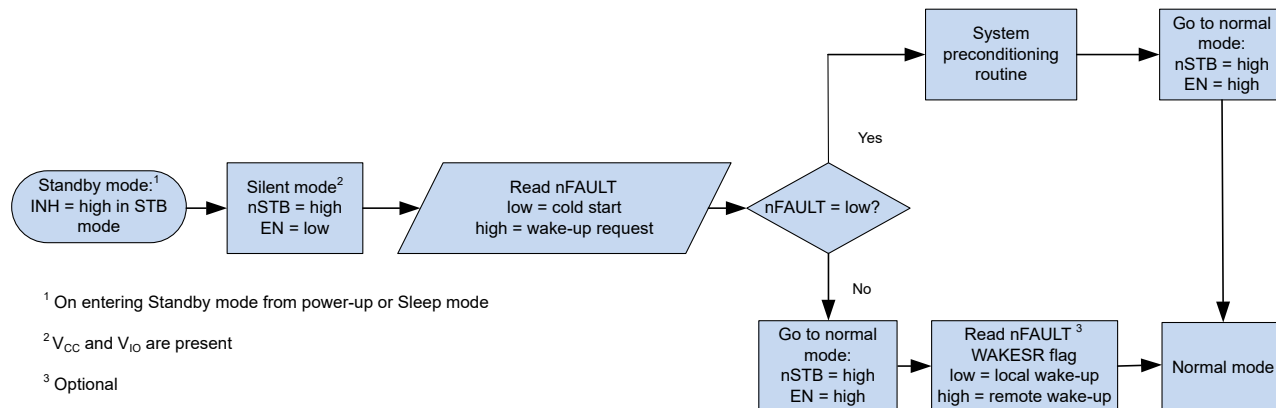 System
preconditioning
routine
Go to normal
mode:
nSTB = high
EN = high
Yes
Standby mode:¹
INH = high in STB
mode
Silent mode²
nSTB = high
EN = low
Read nFAULT
low = cold start
high = wake-up request
nFAULT = low?
No
¹ On entering Standby mode from power-up or Sleep mode
² VCC and VIO are present
³ Optional
Go to normal
mode:
nSTB = high
EN = high
Read nFAULT ³
WAKESR flag
low = local wake-up
high = remote wake-up
Normal mode